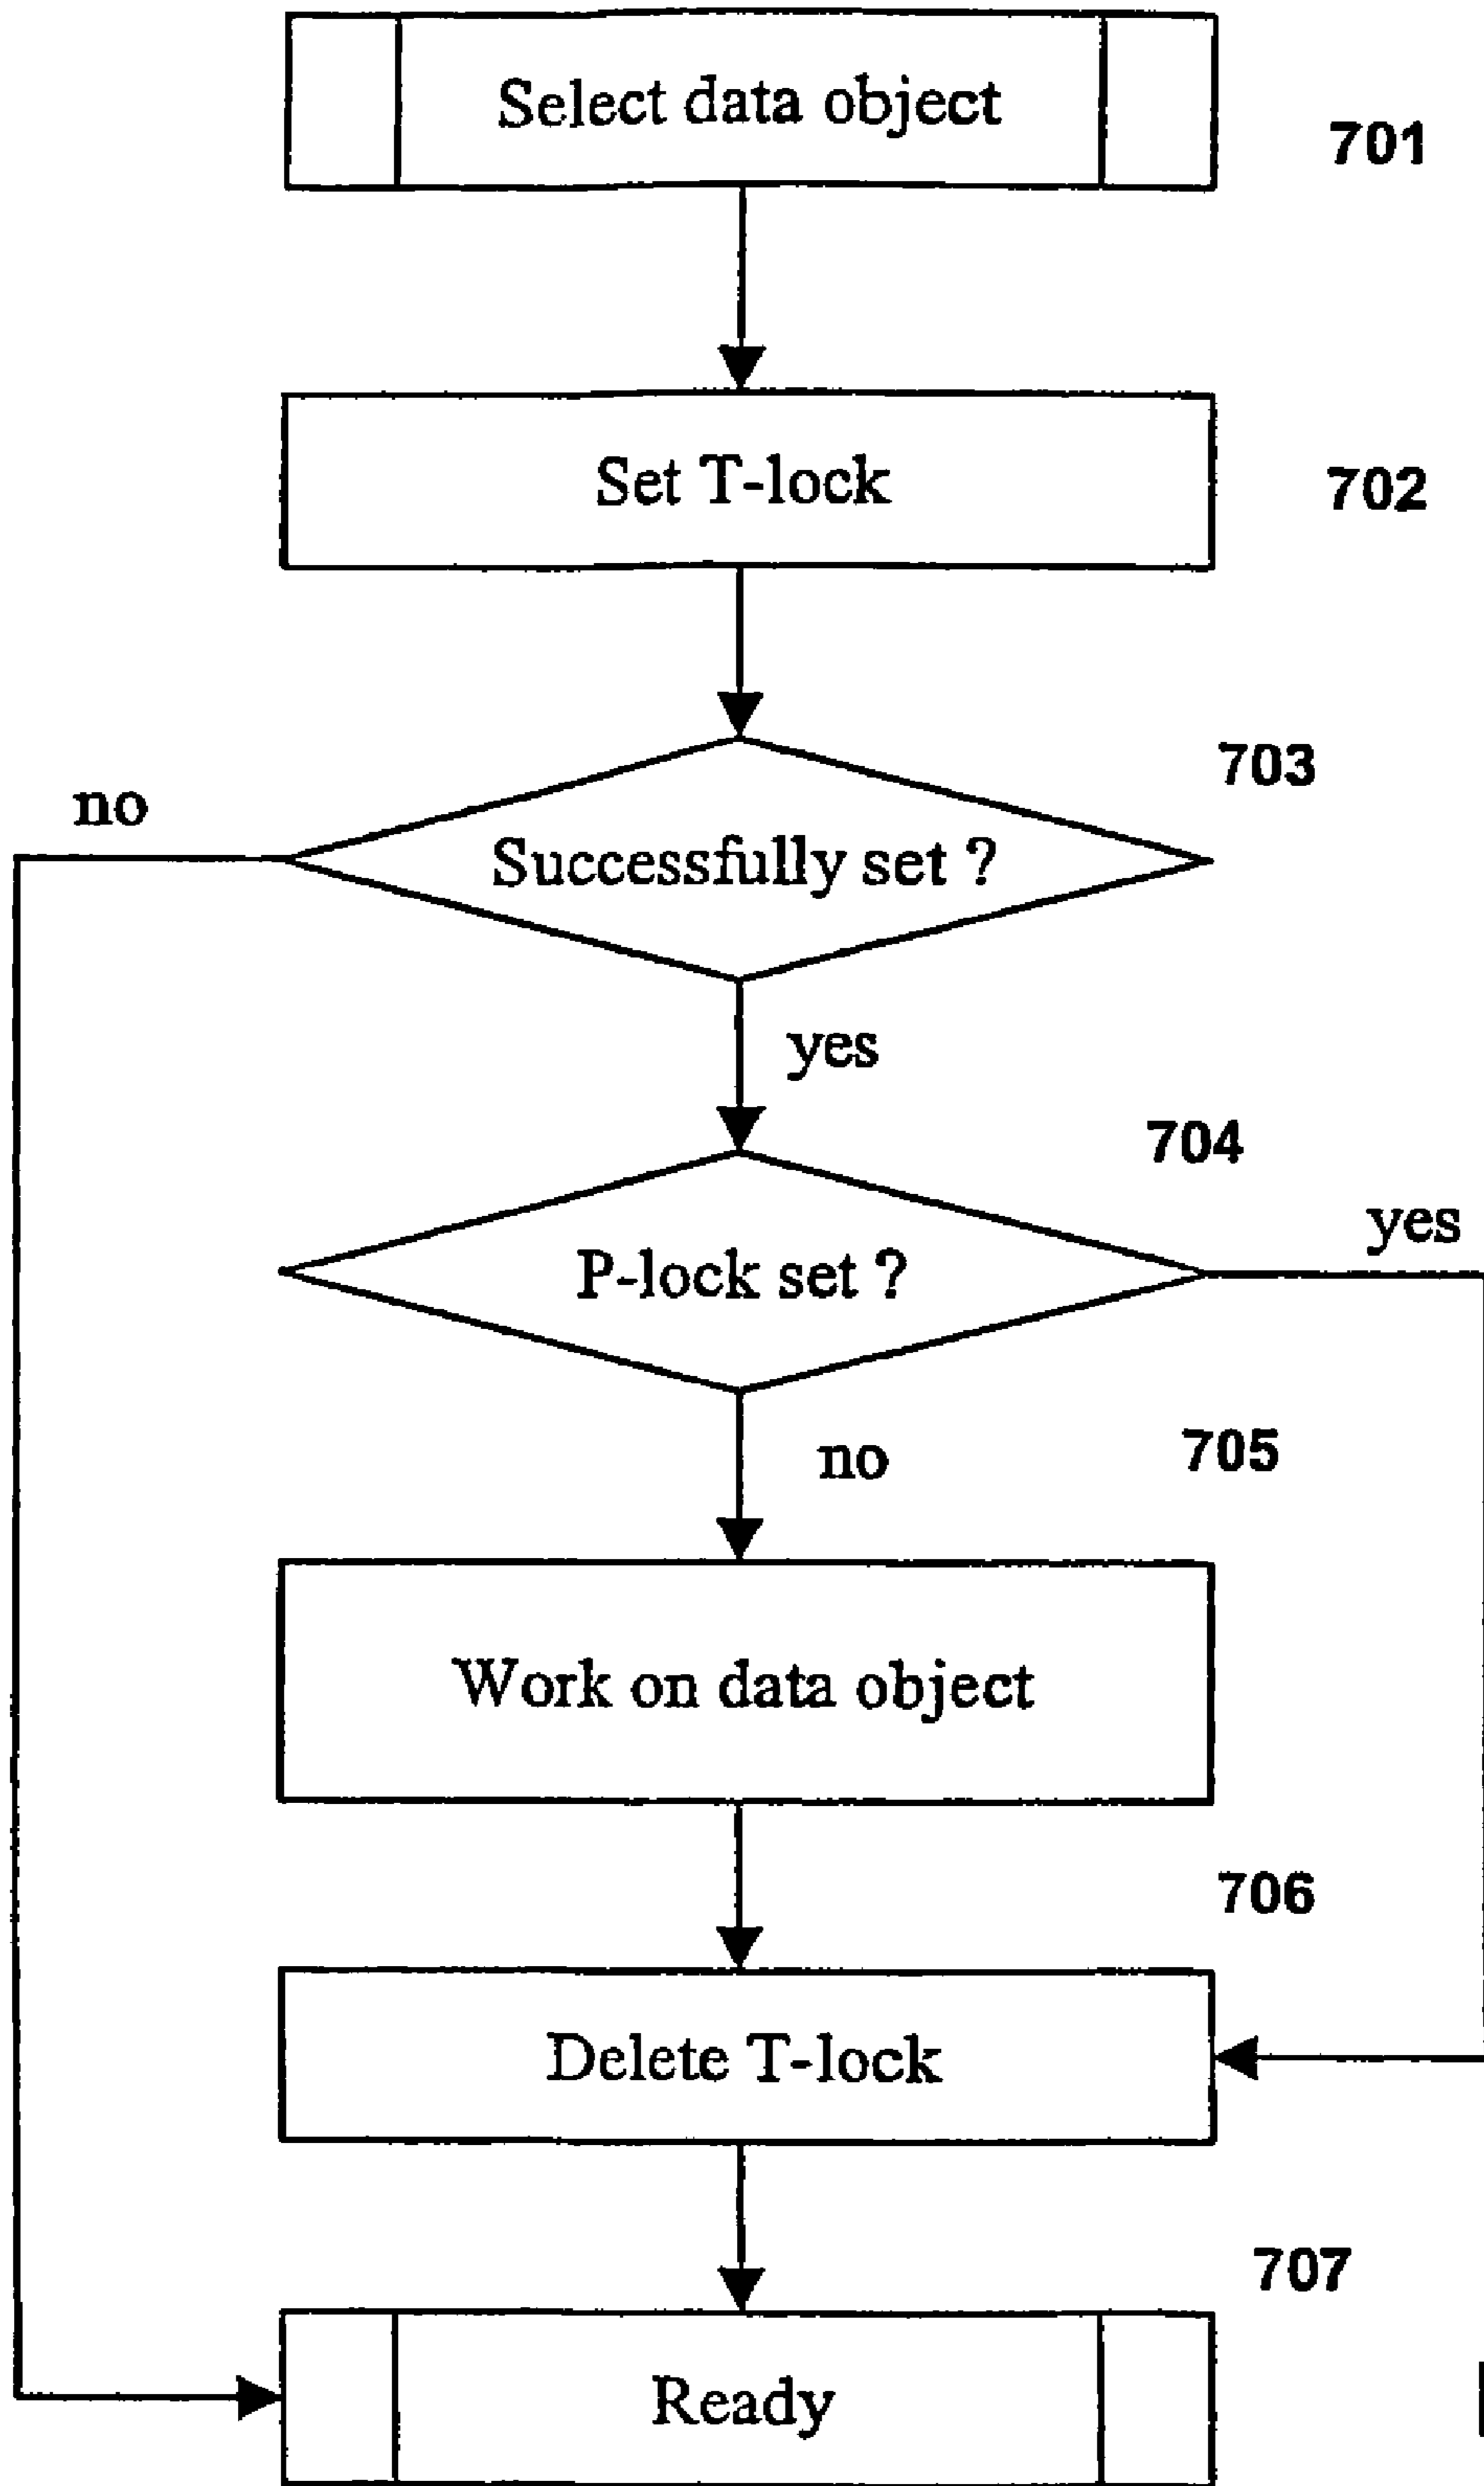 Select data object
701
Set T-lock
702
703
no
Successfully set ?
yes
704
yes
P-lock set ?
no
705
Work on data object
706
Delete T-lock
707
Ready